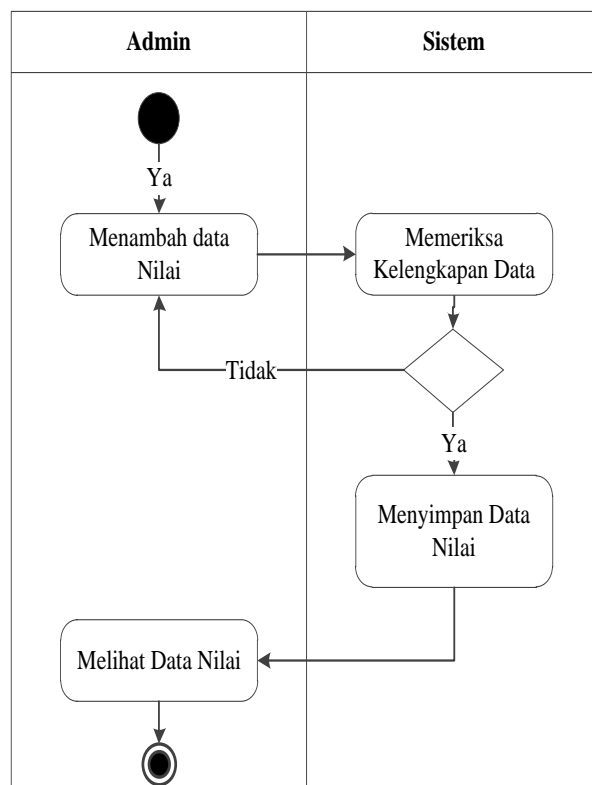 Admin
Sistem
Ya
Menambah data
Nilai
Memeriksa
Kelengkapan Data
Tidak
Ya
Menyimpan Data
Nilai
Melihat Data Nilai